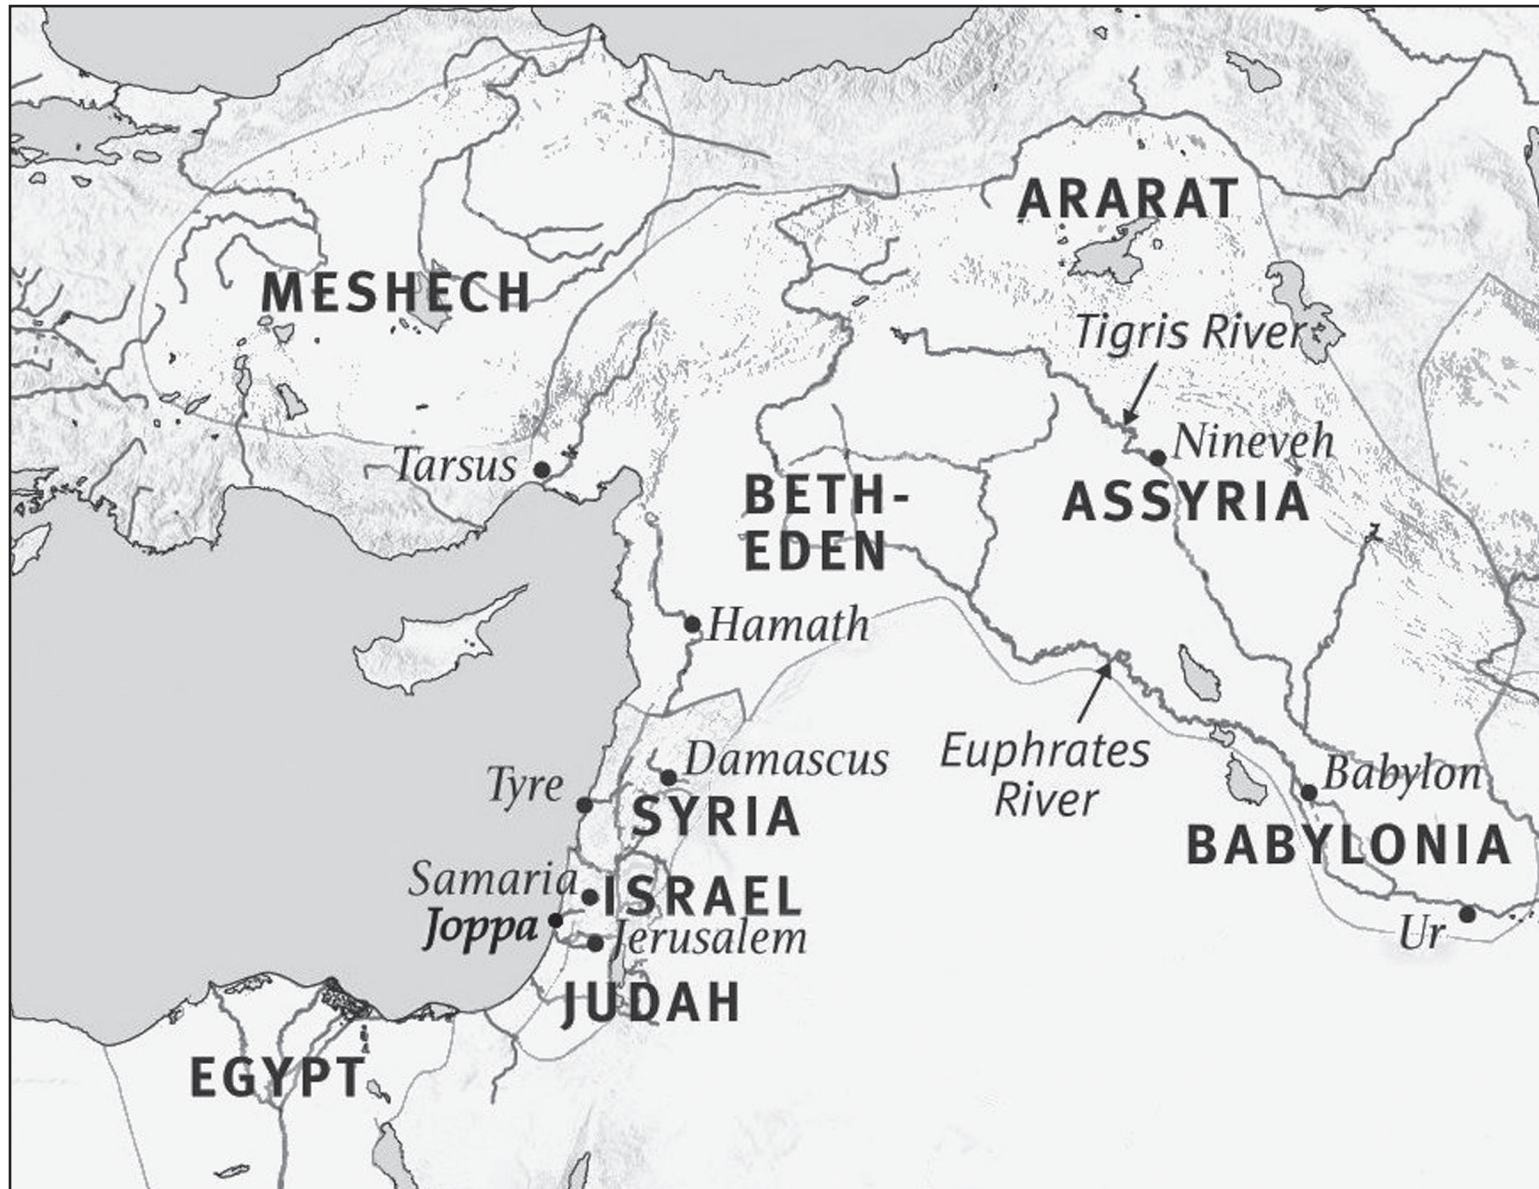 ARARAT
MESHECH
Tigris River
Nineveh
Tarsus
BETH-
EDEN
ASSYRIA
Hamath
Euphrates
River
Damascus
Tyre
SYRIA
Babylon
BABYLONIA
Samaria
ISRAEL
Joppa
Jerusalem
Ur
JUDAH
EGYPT